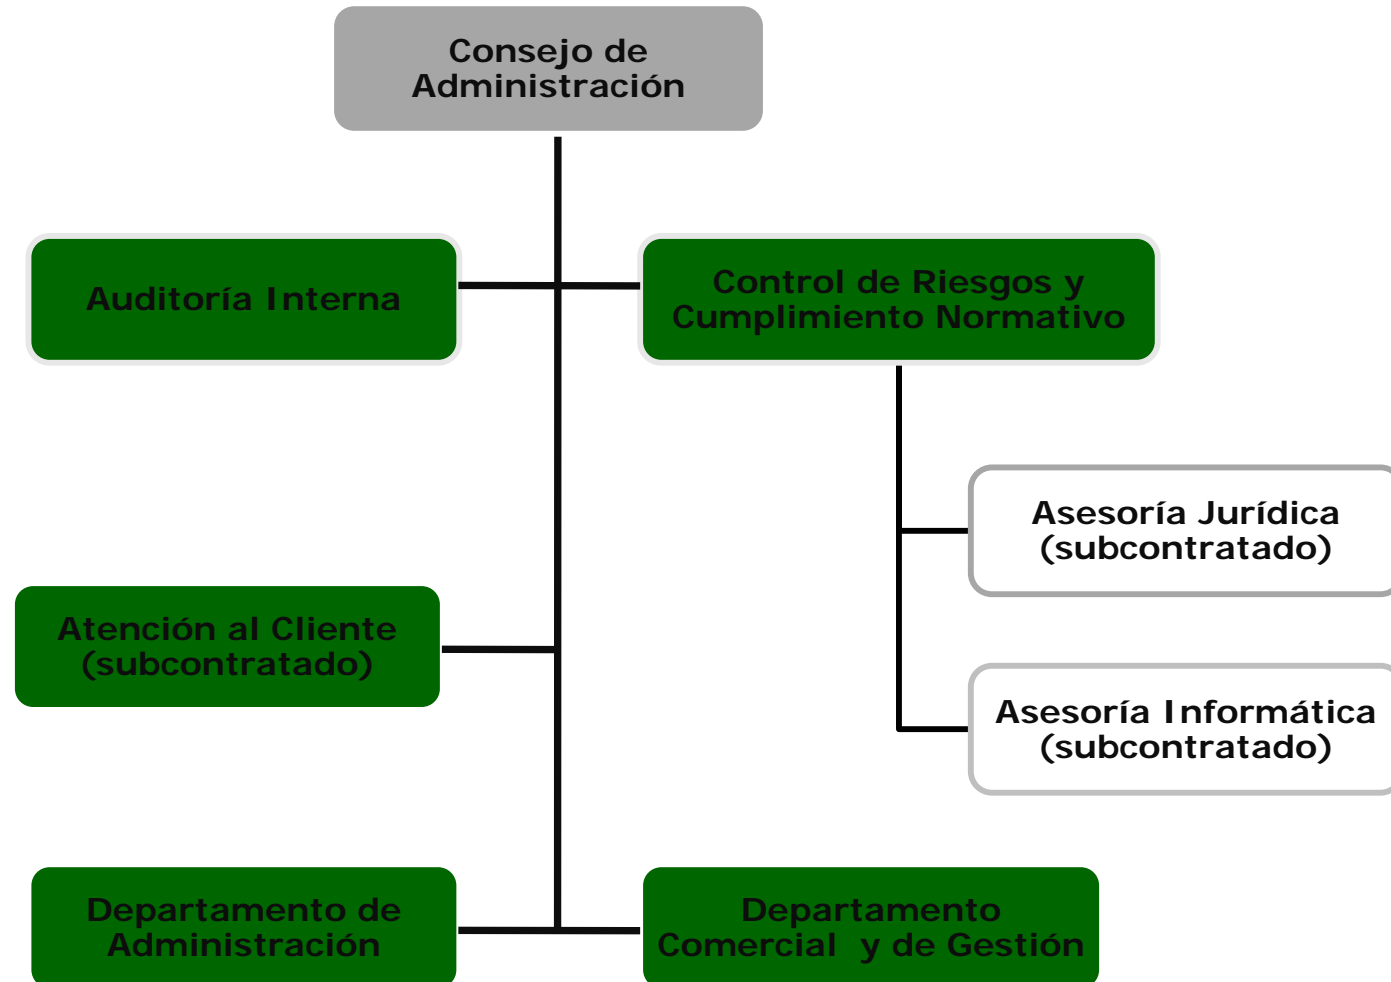 Consejo de
Administración
Auditoría Interna
Control de Riesgos y
Cumplimiento Normativo
Asesoría Jurídica
(subcontratado)
Atención al Cliente
(subcontratado)
Asesoría Informática
(subcontratado)
Departamento de
Administración
Departamento
Comercial y de Gestión